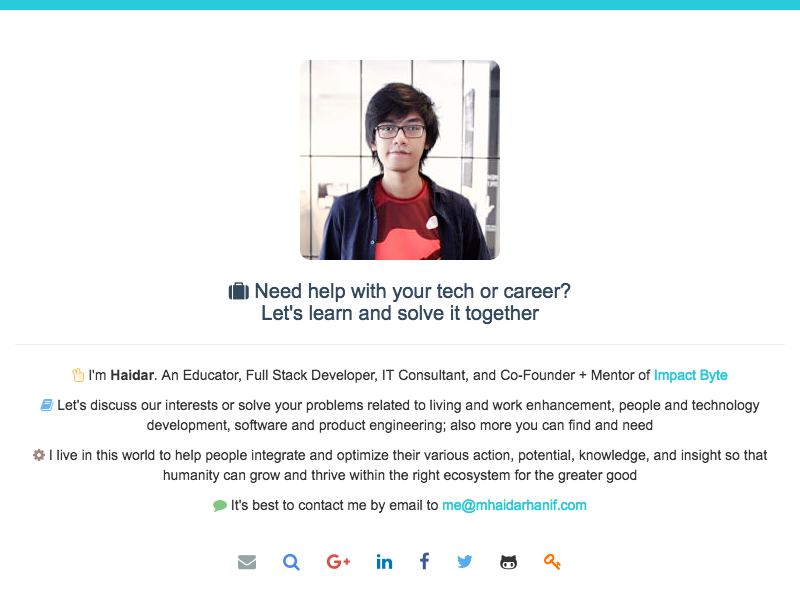 Need help with your tech or career?
Let's learn and solve it together
I'm Haidar. An Educator, Full Stack Developer, IT Consultant, and Co-Founder + Mentor of Impact Byte
Let's discuss our interests or solve your problems related to living and work enhancement, people and technology
development, software and product engineering; also more you can find and need
I live in this world to help people integrate and optimize their various action, potential, knowledge, and insight so that
humanity can grow and thrive within the right ecosystem for the greater good
It's best to contact me by email to me@mhaidarhanif.com
G+ in f